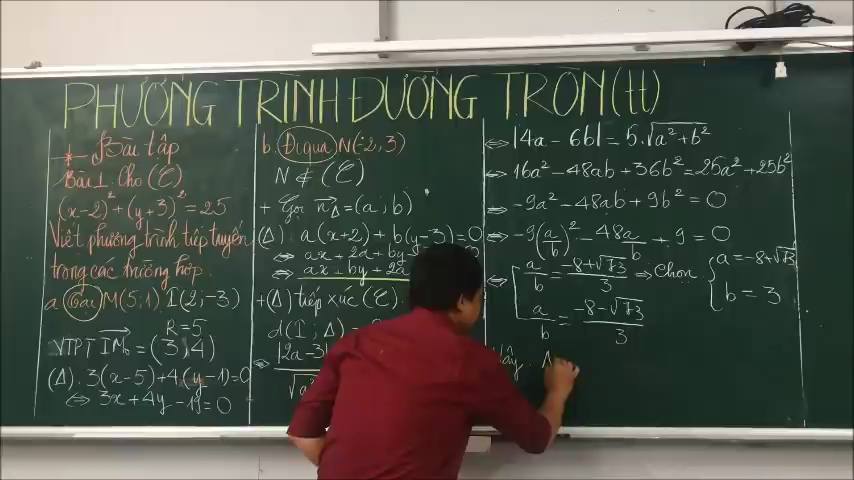 PHƯƠNG TRÌNH ĐƯỜNG TRÒN (tt)
* Bài tập
Bài 1. Cho (C)
(x-2)² + (y+3)² = 25
Viết phương trình tiếp tuyến
trong các trường hợp.
a. Tại M(5;1) I(2;-3)
R=5
VTPT IM₀ = (3;4)
(Δ). 3(x-5)+4(y-1)=0
⇔ 3x+4y-19=0
b. Đi qua N(-2,3)
N ∉ (C)
+ Gọi n_Δ = (a;b)
(Δ). a(x+2)+b(y-3)=0
⇔ ax+2a+by
⇔ ax+by+2a
+(Δ) tiếp xúc (C).
d(I;Δ)
⇔ |2a-3b
√a²
⇔ |4a-6b| = 5.√a²+b²
⇔ 16a²-48ab+36b²=25a²+25b²
⇔ -9a²-48ab+9b²=0
⇔ -9(a/b)²-48a/b+9=0
⇔ [a/b = (-8+√73)/3 ⇒ Chọn {a=-8+√73
b=3
a/b = (-8-√73)/3